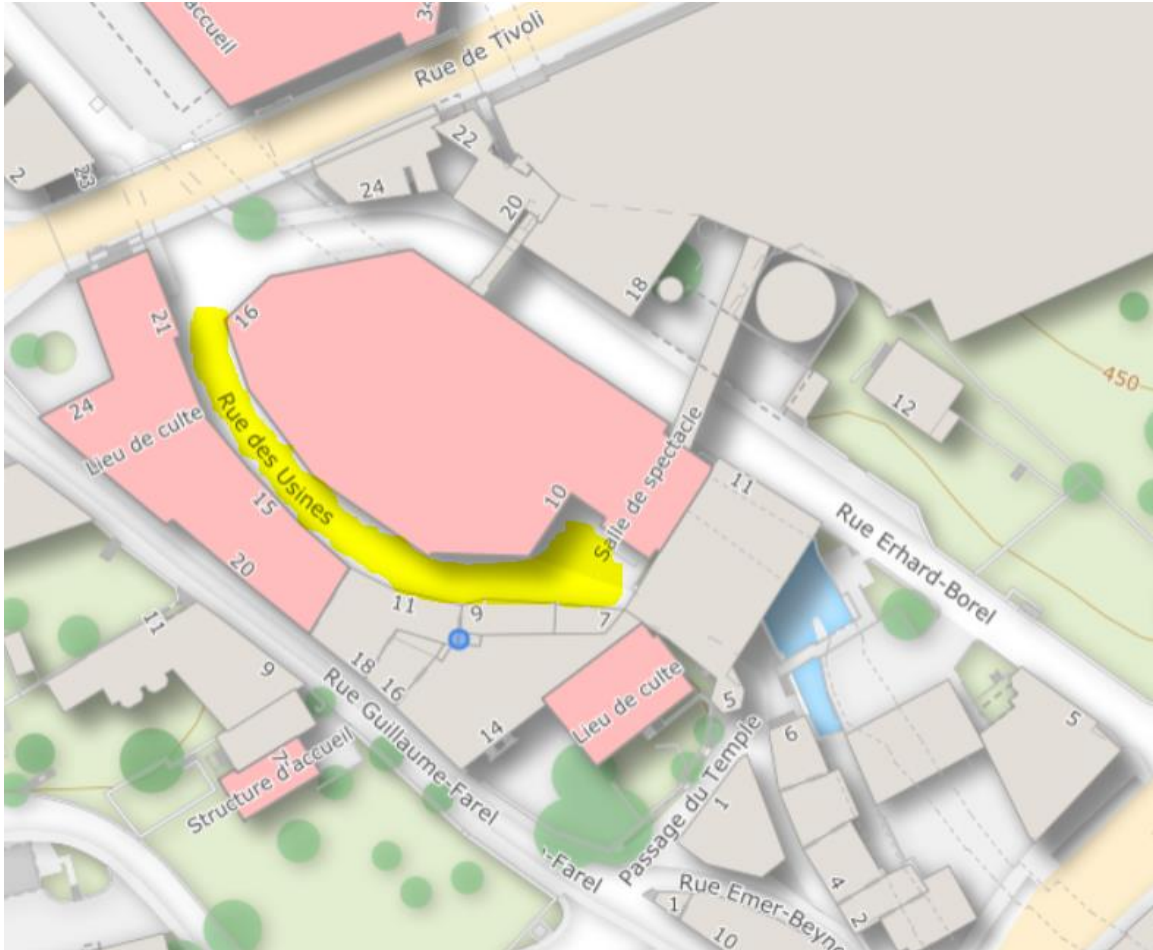 accueil
34
Rue de Tivoli
2
23
22
24
20
18
16
21
24
Lieu de culte
Rue des Usines
15
10
Salle de spectacle
11
12
450
Rue Erhard-Borel
20
11
9
7
11
9
18
16
Rue Guillaume-Farel
14
Lieu de culte
5
6
5
7
Structure d'accueil
Passage du Temple
1
-Farel
4
2
Rue Emer-Beyn
1
10